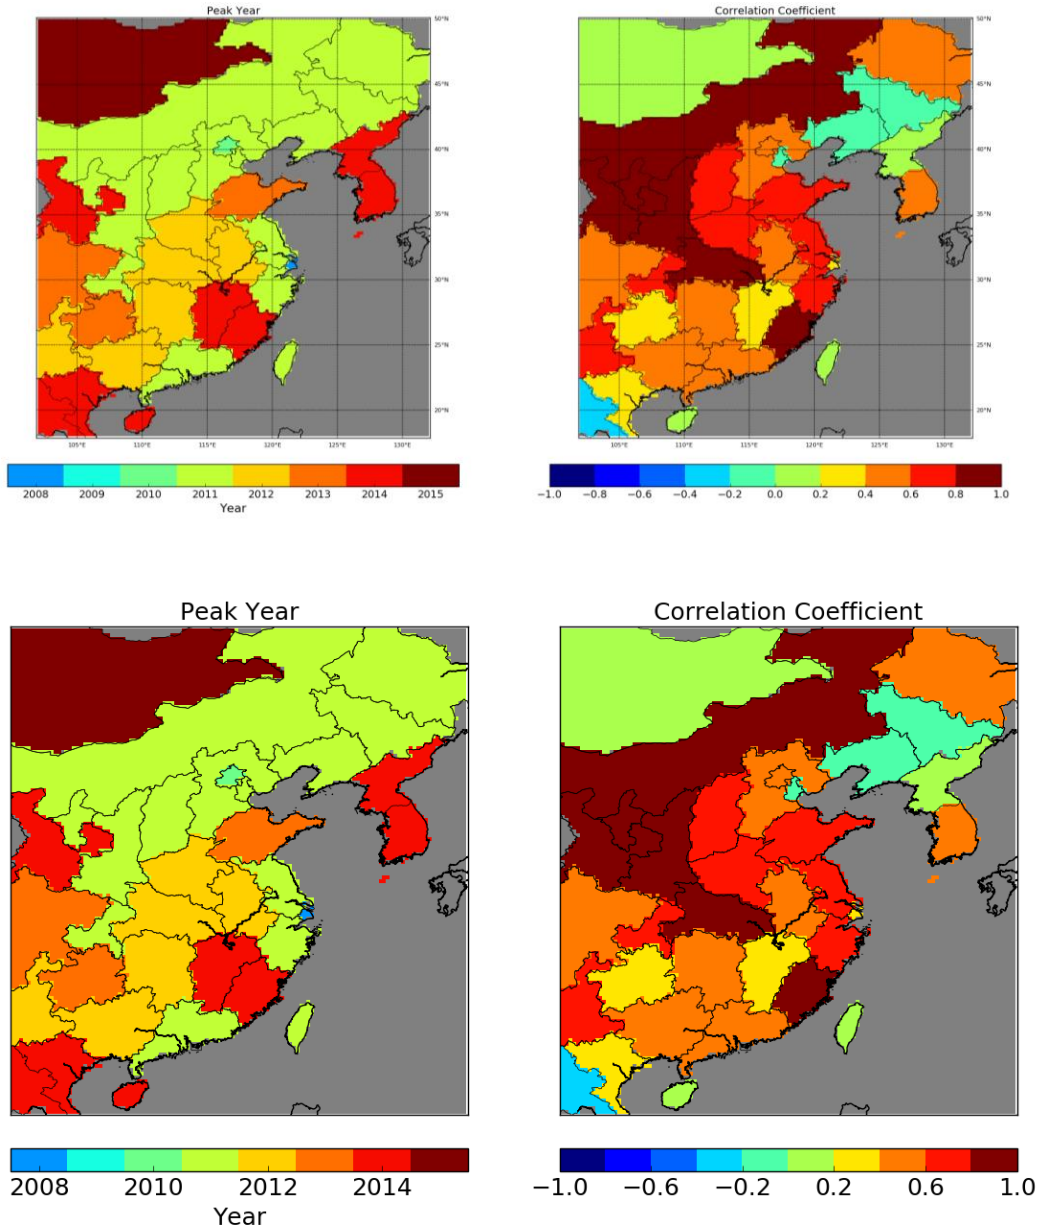 Peak Year
Correlation Coefficient
50°N
50°N
45°N
45°N
40°N
40°N
35°N
35°N
30°N
30°N
25°N
25°N
20°N
20°N
105°E 110°E 115°E 120°E 125°E 130°E
105°E 110°E 115°E 120°E 125°E 130°E
2008 2009 2010 2011 2012 2013 2014 2015
Year
−1.0 −0.8 −0.6 −0.4 −0.2 0.0 0.2 0.4 0.6 0.8 1.0
Peak Year
Correlation Coefficient
2008 2010 2012 2014
Year
−1.0 −0.6 −0.2 0.2 0.6 1.0